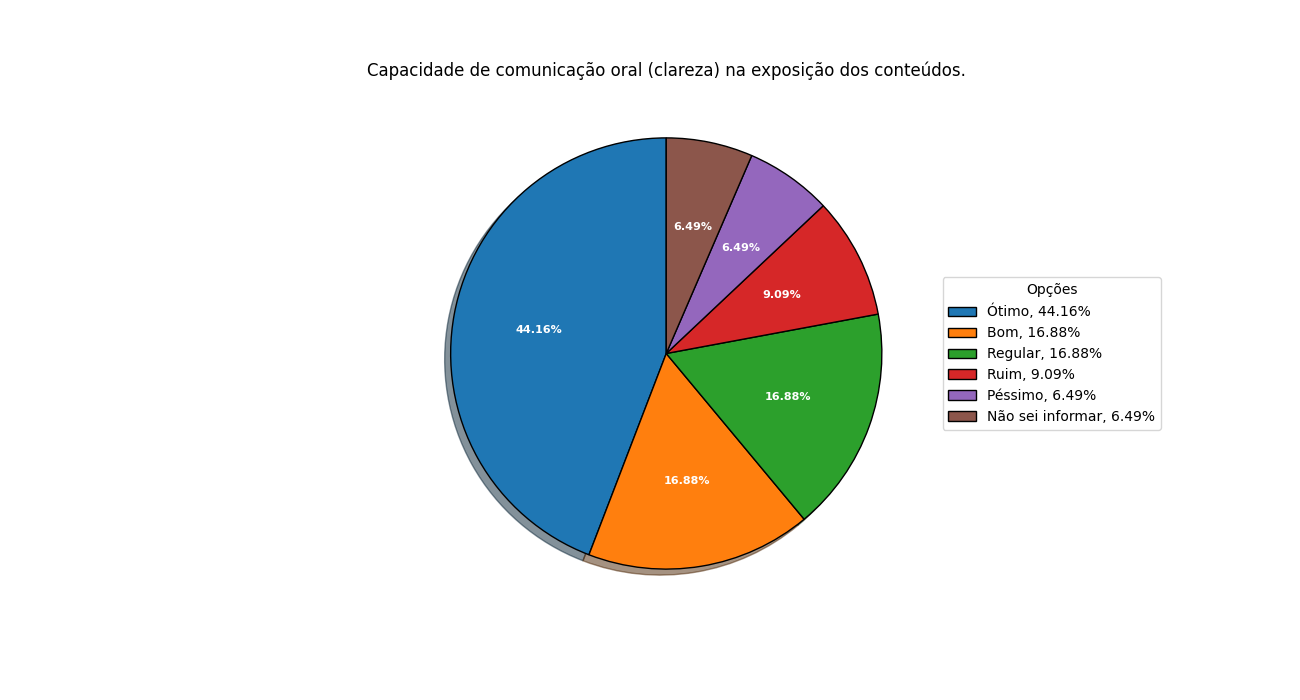 Capacidade de comunicação oral (clareza) na exposição dos conteúdos.
6.49%
6.49%
9.09%
44.16%
16.88%
16.88%
Opções
Ótimo, 44.16%
Bom, 16.88%
Regular, 16.88%
Ruim, 9.09%
Péssimo, 6.49%
Não sei informar, 6.49%